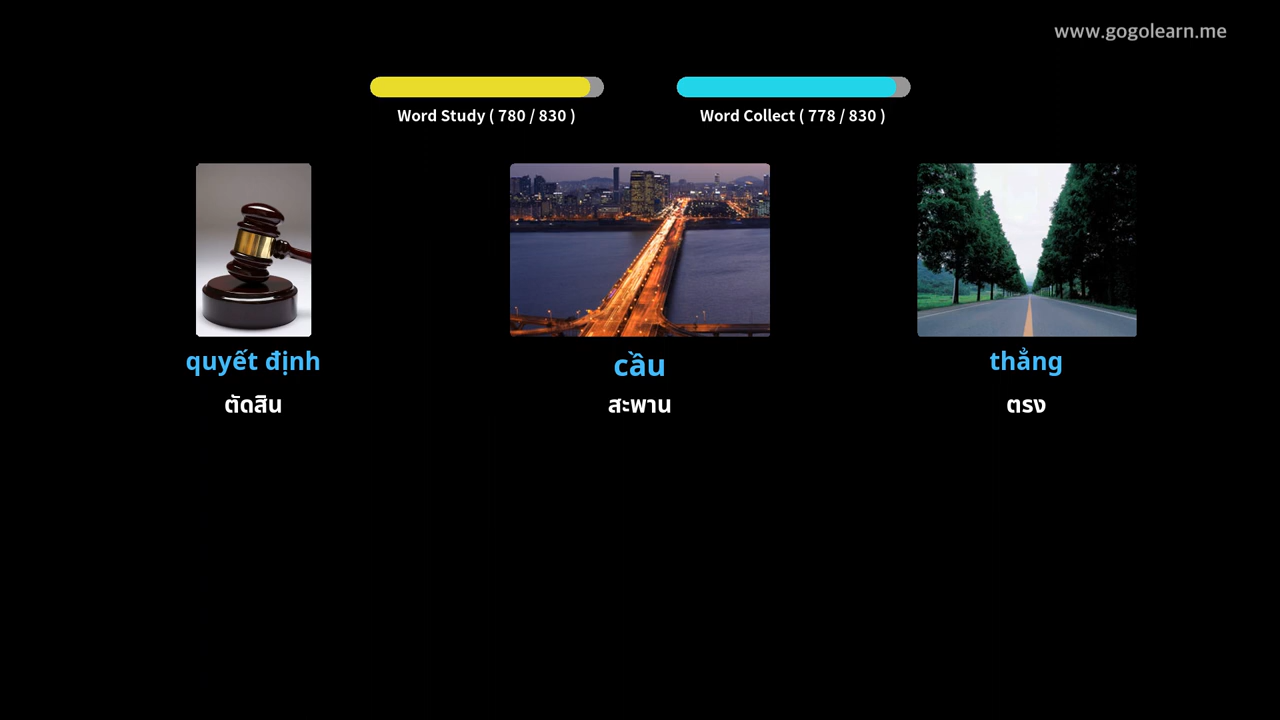 www.gogolearn.me
Word Study ( 780 / 830 )
Word Collect ( 778 / 830 )
quyết định
cầu
thẳng
ตัดสิน
สะพาน
ตรง